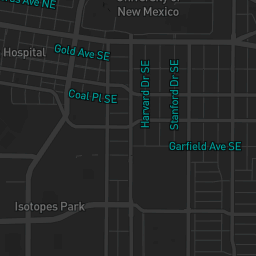 Ave NE
University of
New Mexico
Gold Ave SE
Hospital
Coal Pl SE
Harvard Dr SE
Stanford Dr SE
Garfield Ave SE
Isotopes Park